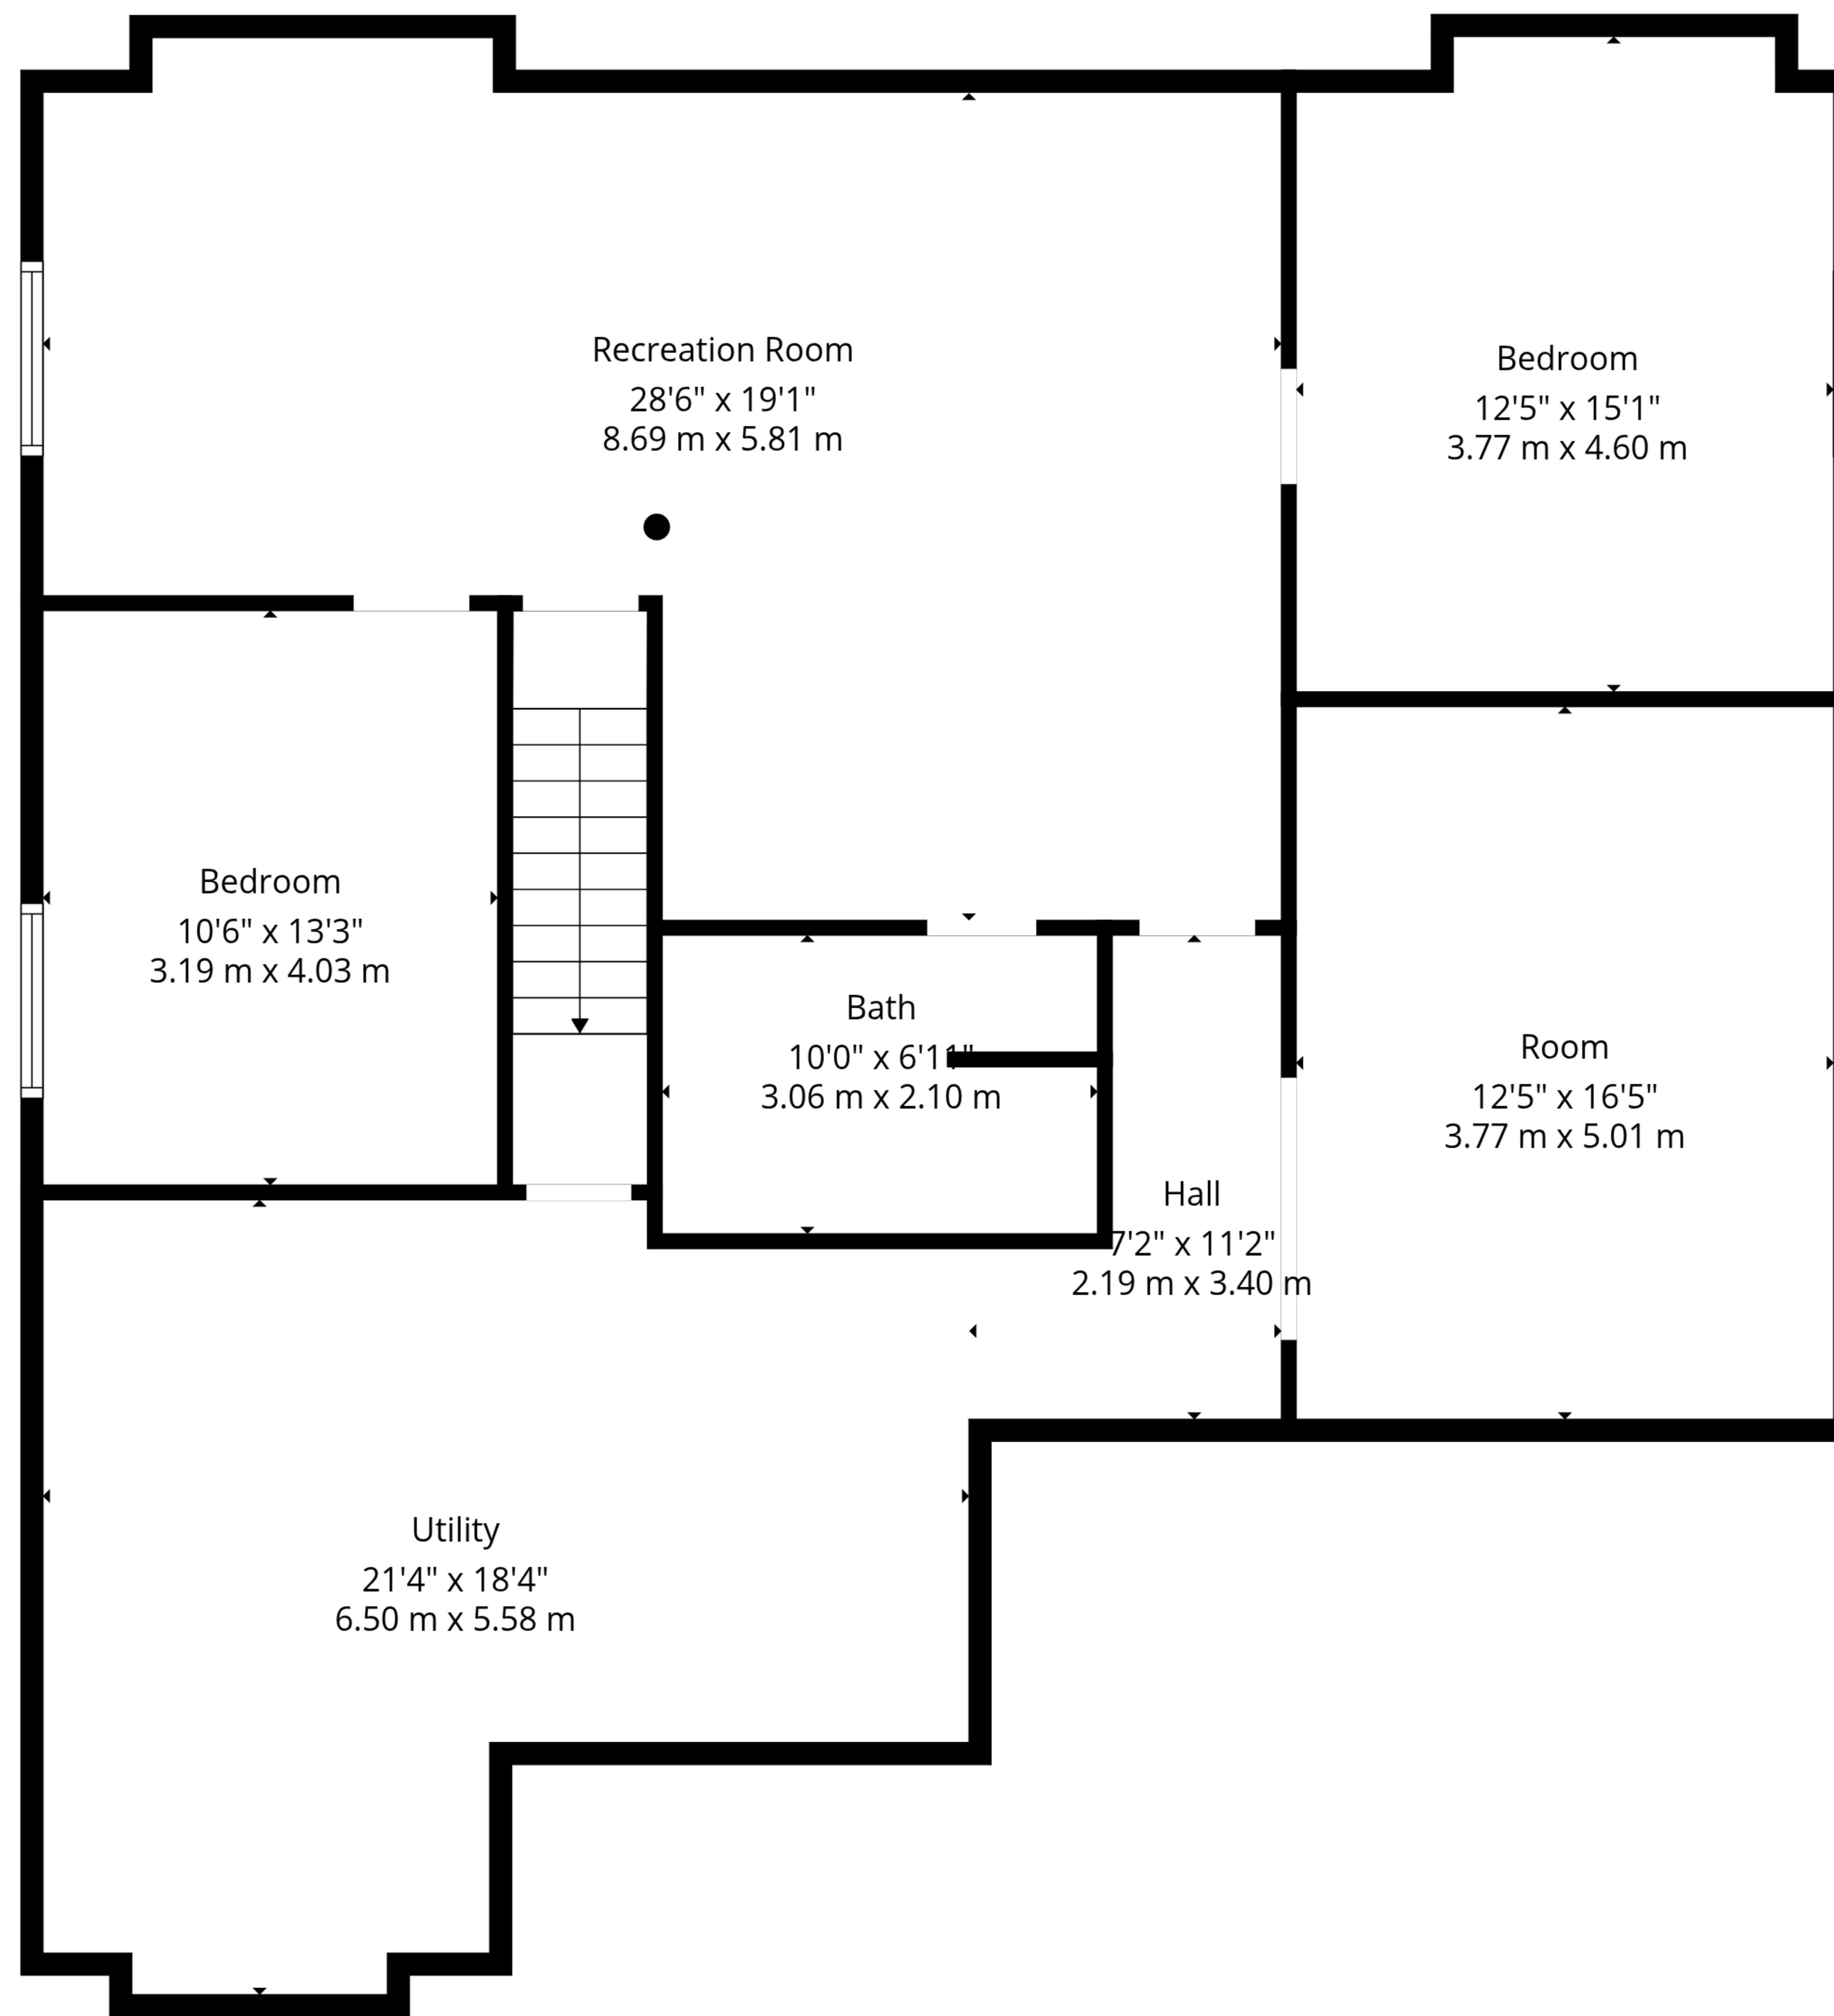 Recreation Room
28'6" x 19'1"
8.69 m x 5.81 m
Bedroom
12'5" x 15'1"
3.77 m x 4.60 m
Bedroom
10'6" x 13'3"
3.19 m x 4.03 m
Bath
10'0" x 6'11"
3.06 m x 2.10 m
Room
12'5" x 16'5"
3.77 m x 5.01 m
Hall
7'2" x 11'2"
2.19 m x 3.40 m
Utility
21'4" x 18'4"
6.50 m x 5.58 m